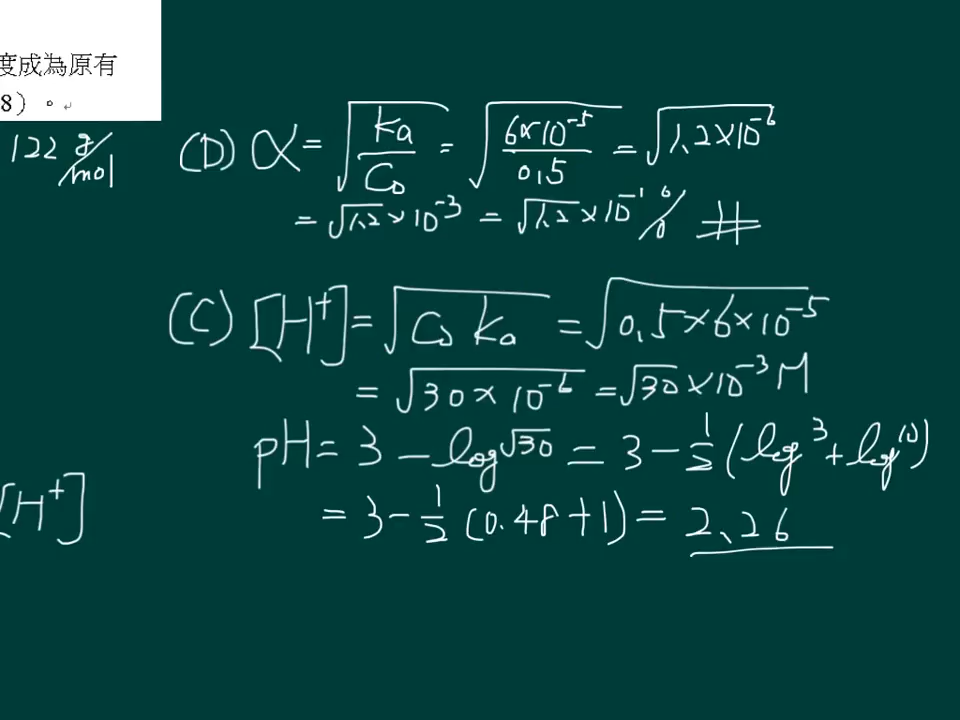 度成為原有
8）。
122 g/mol
(D) α = √(Ka/C₀) = √(6×10⁻⁵/0.5) = √(1.2×10⁻⁶)
= √1.2 ×10⁻³ = √1.2 ×10⁻¹ % #
(C) [H⁺] = √(C₀ Ka) = √(0.5×6×10⁻⁵)
= √(30×10⁻⁶) = √30 ×10⁻³ M
pH = 3 - log√30 = 3 - 1/2 (log3 + log10)
[H⁺]
= 3 - 1/2 (0.48+1) = 2.26